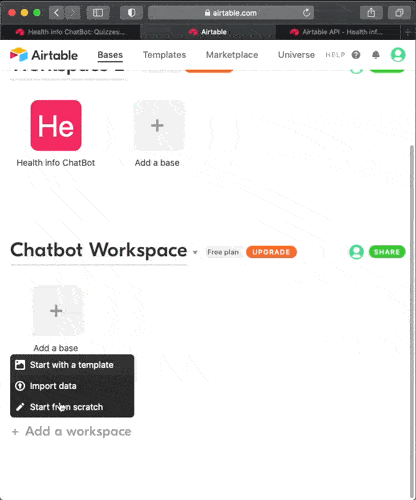 airtable.com
Health info ChatBot: Quizzes...
Airtable
Airtable API - Health inf...
Airtable
Bases
Templates
Marketplace
Universe
HELP
UPGRADE
SHARE
He
Health info ChatBot
+
Add a base
Chatbot Workspace
Free plan
UPGRADE
SHARE
+
Add a base
Start with a template
Import data
Start from scratch
+ Add a workspace